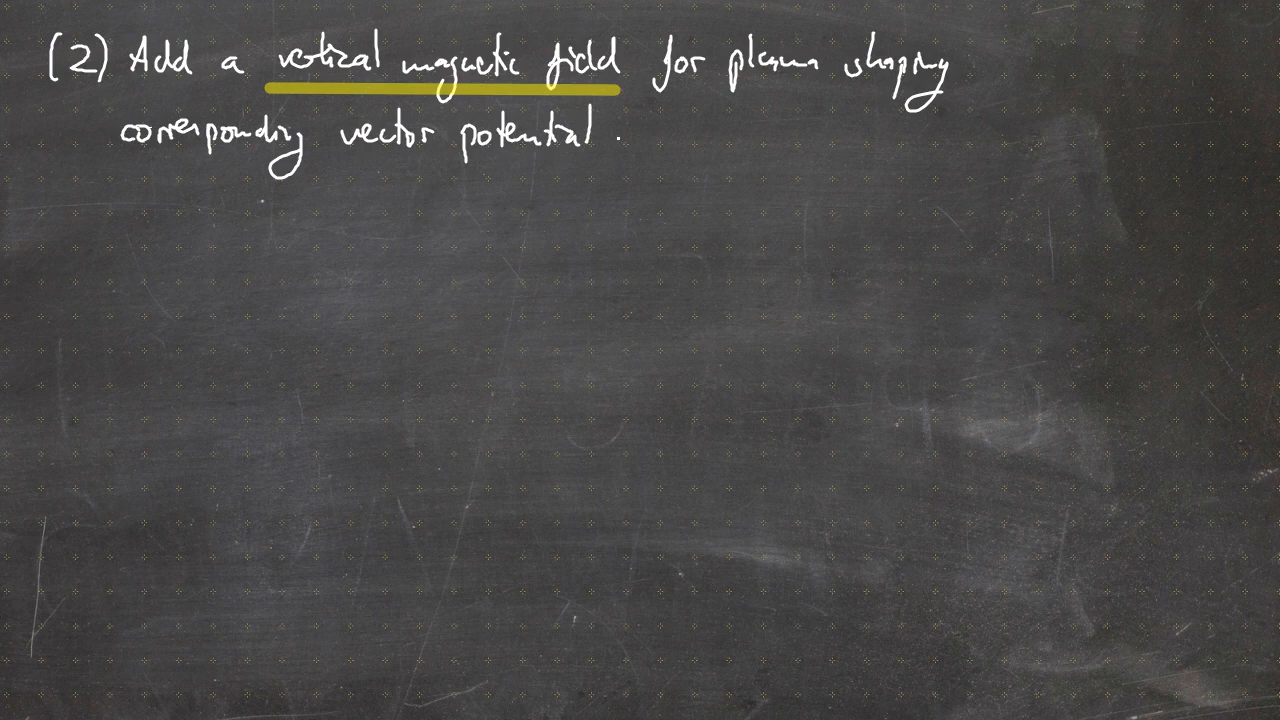 (2) Add a vertical magnetic field for plasma shaping
corresponding vector potential .